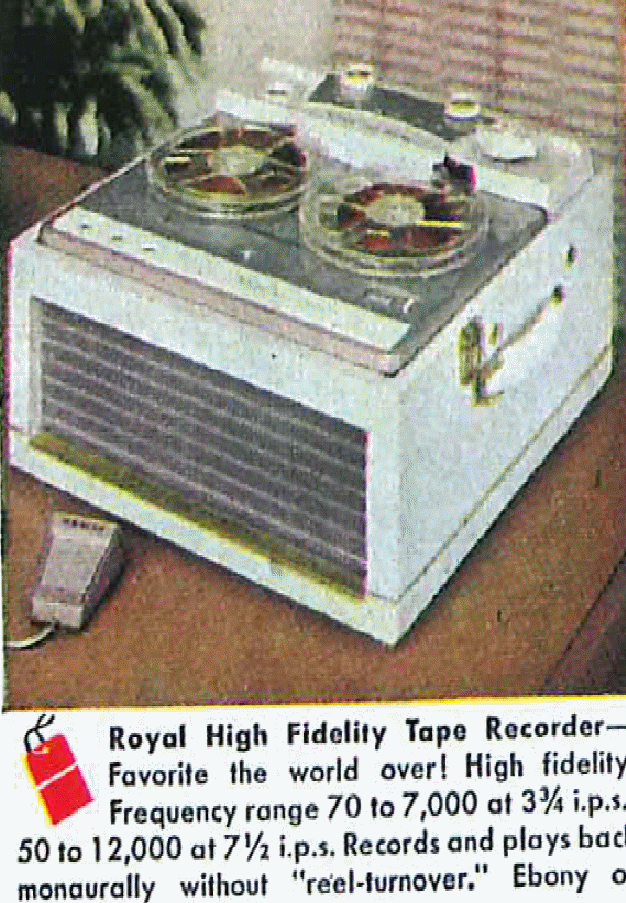 Royal High Fidelity Tape Recorder—
Favorite the world over! High fidelity
Frequency range 70 to 7,000 at 3¾ i.p.s.
50 to 12,000 at 7½ i.p.s. Records and plays bac
monaurally without "reel-turnover." Ebony o